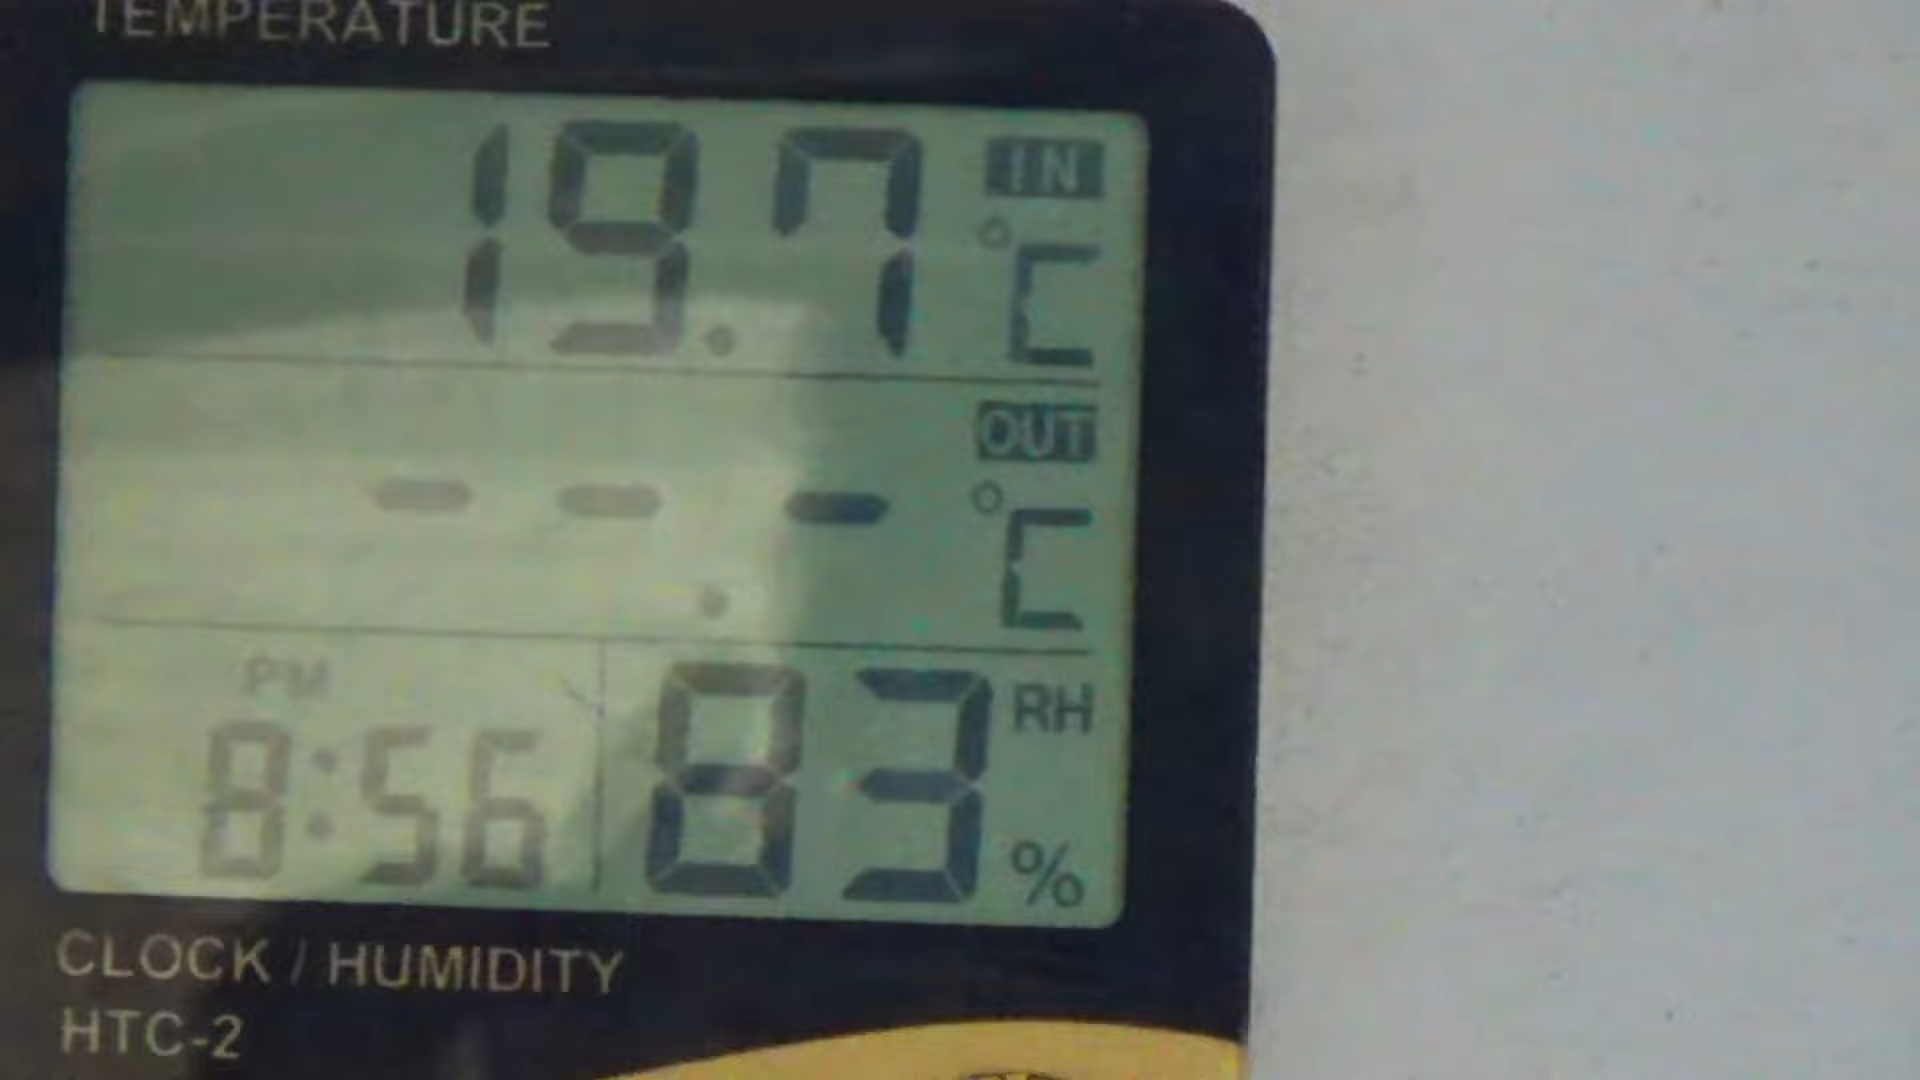 TEMPERATURE
19.7 IN °C
OUT
--.- °C
PM
8:56
83 RH %
CLOCK / HUMIDITY
HTC-2